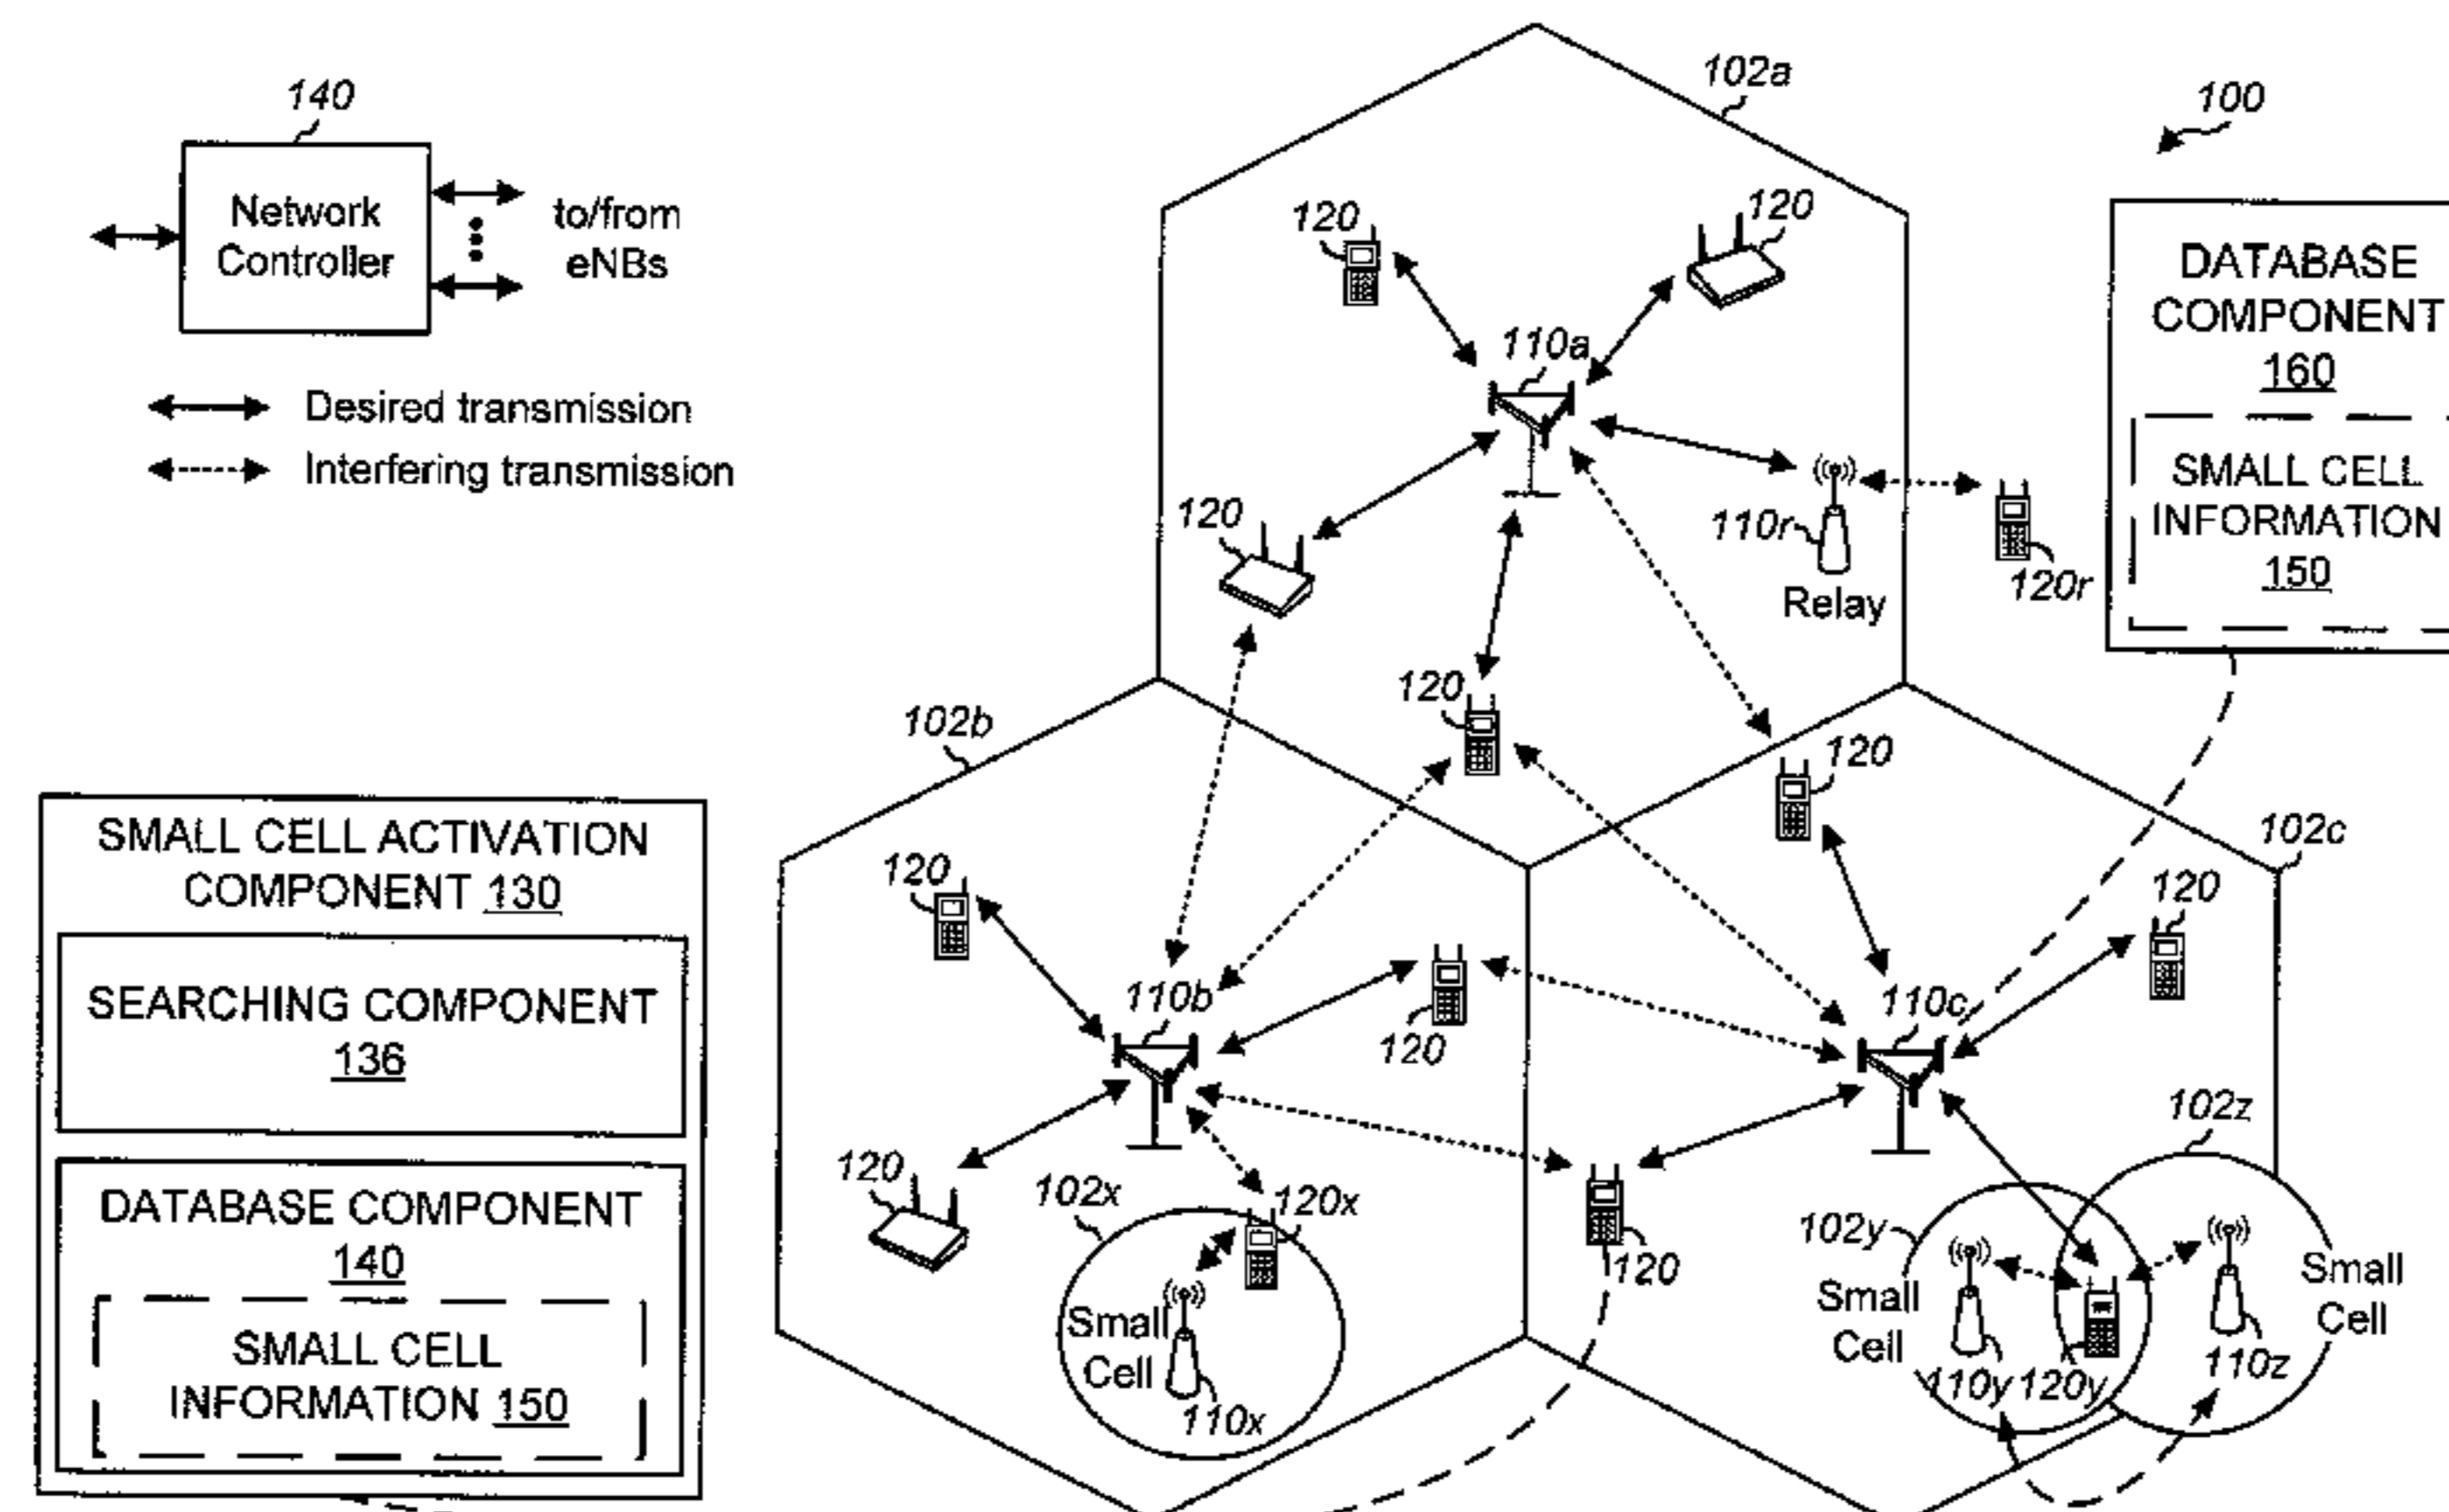 140
Network
Controller
to/from
eNBs
Desired transmission
Interfering transmission
102a
100
120
120
110a
DATABASE
COMPONENT
160
SMALL CELL
INFORMATION
150
120
110r
120r
Relay
120
102b
120
102c
SMALL CELL ACTIVATION
COMPONENT 130
SEARCHING COMPONENT
136
DATABASE COMPONENT
140
SMALL CELL
INFORMATION 150
120
120
110b
120
110c
102z
120
102x
120x
120
102y
Small
Cell
110x
Small
Cell
110y
120y
110z
Small
Cell